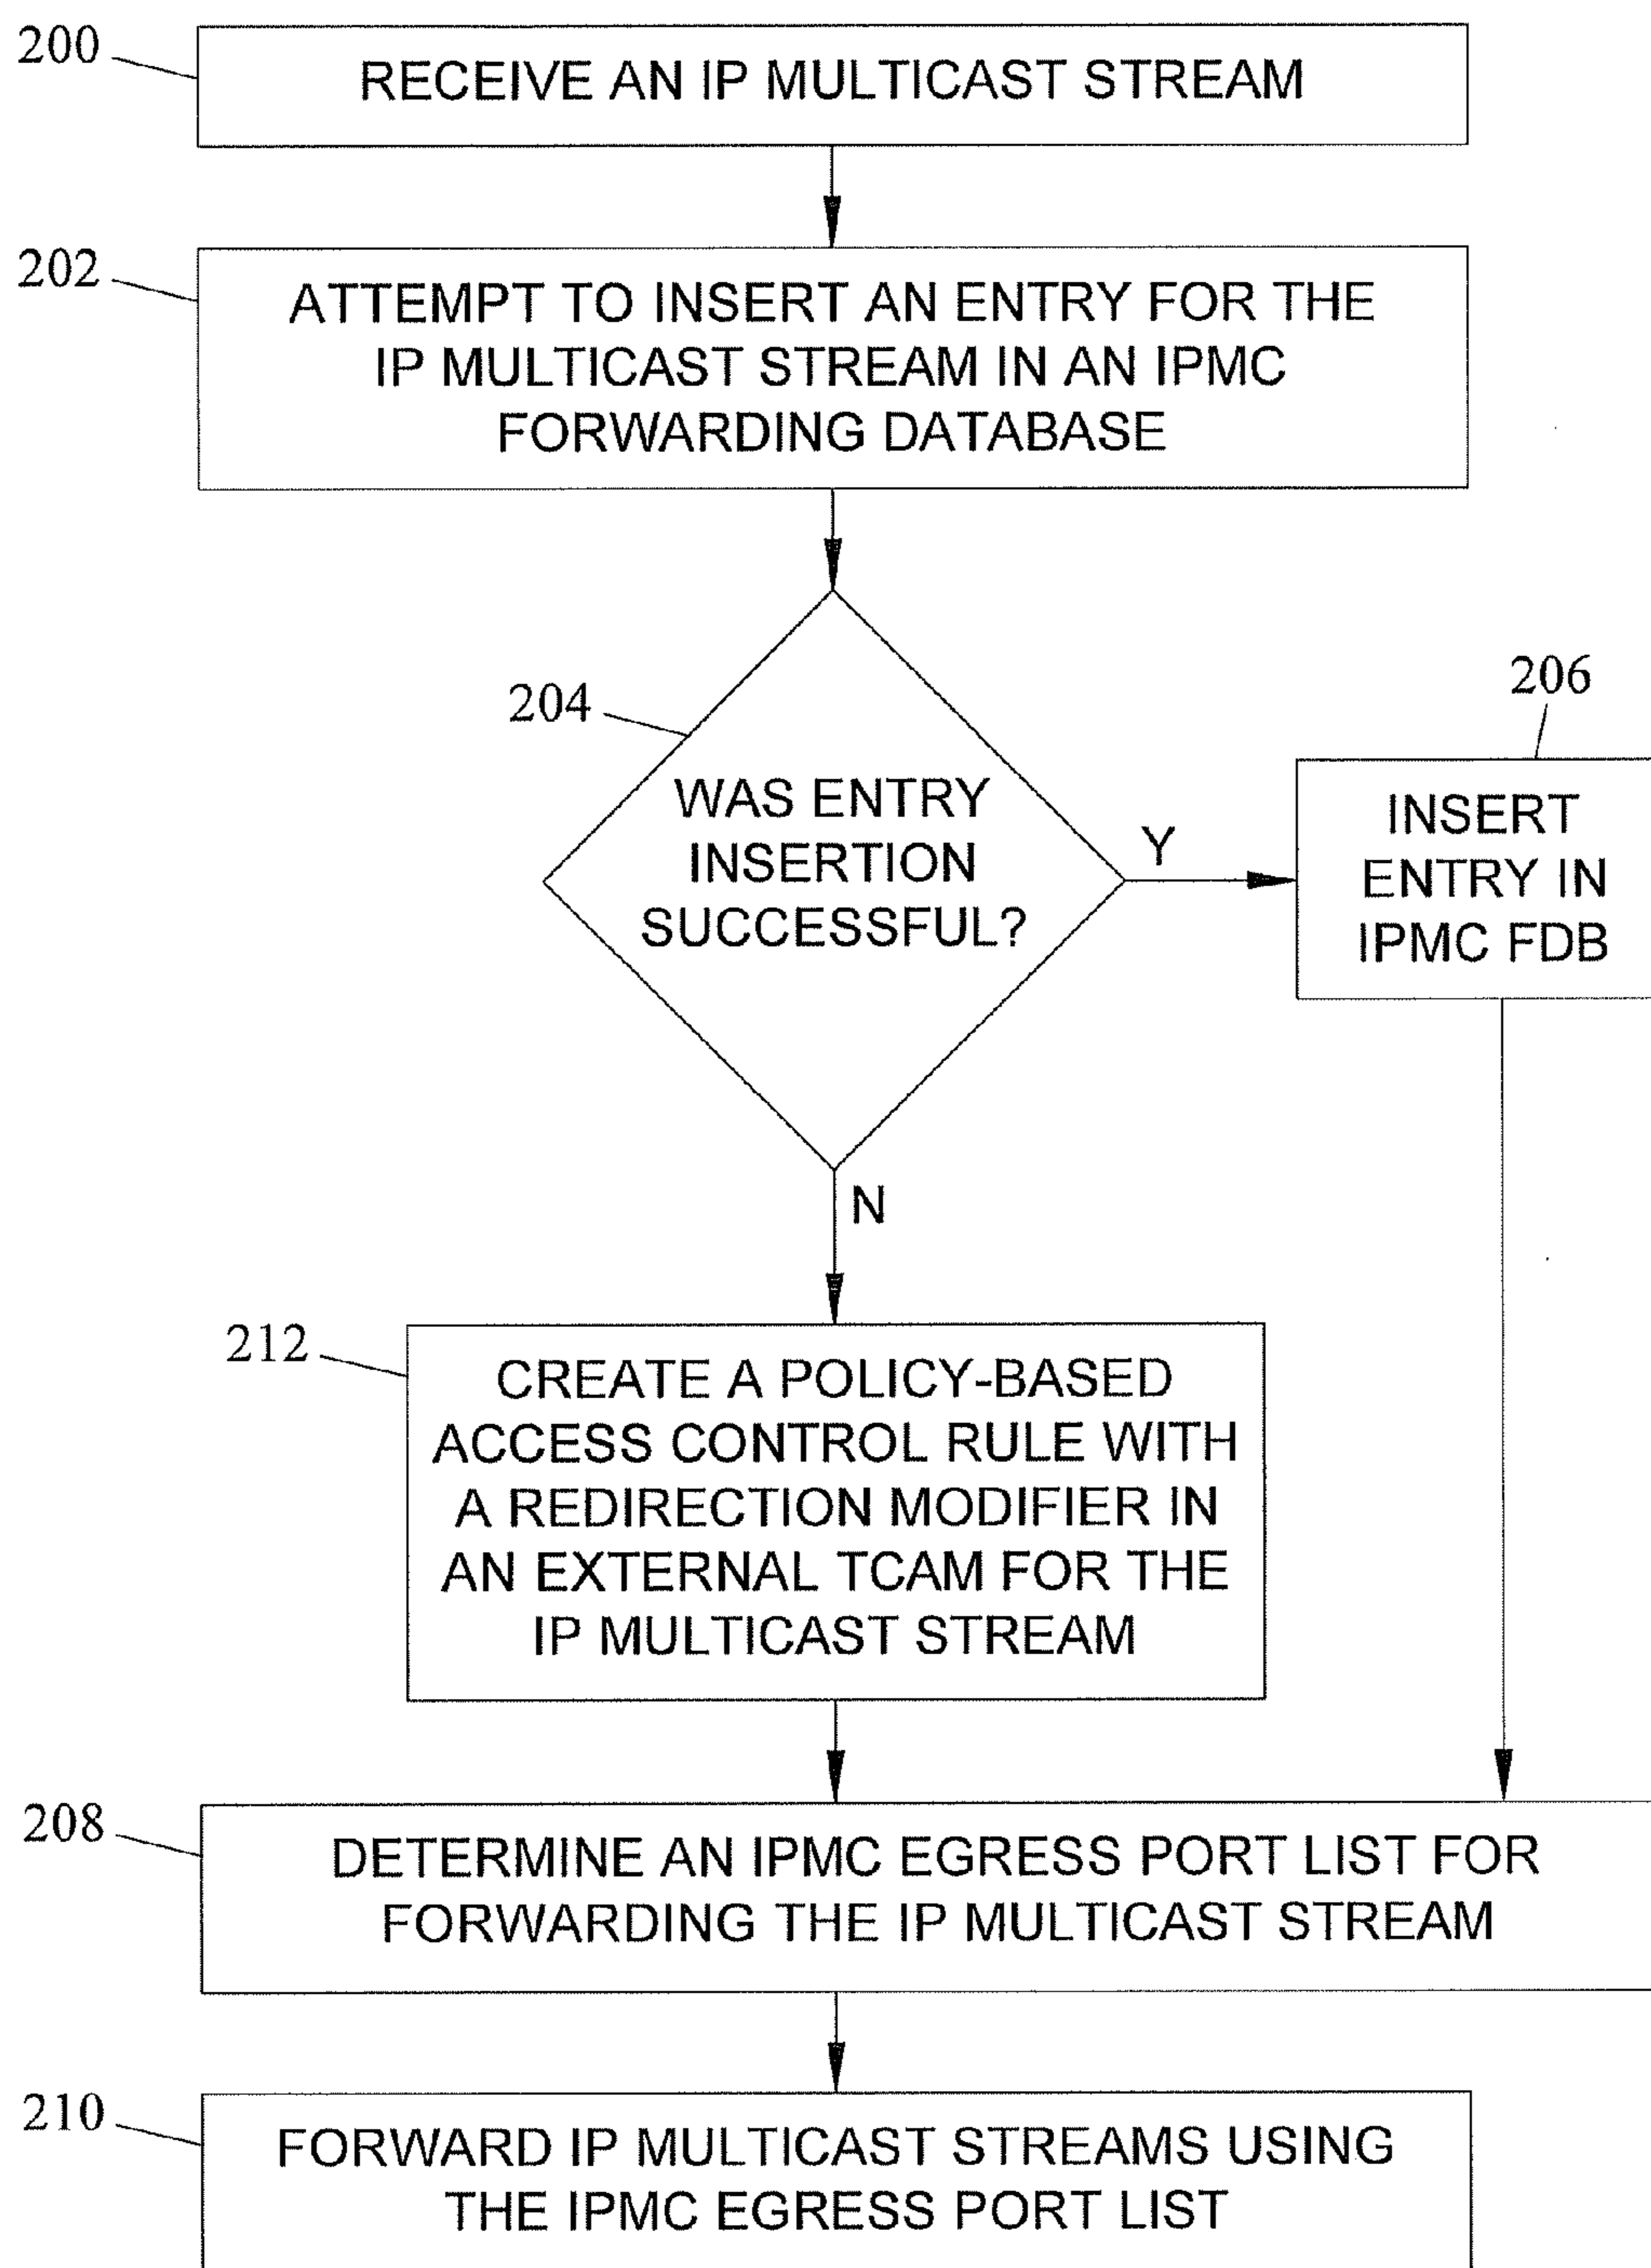 200
RECEIVE AN IP MULTICAST STREAM
202
ATTEMPT TO INSERT AN ENTRY FOR THE
IP MULTICAST STREAM IN AN IPMC
FORWARDING DATABASE
204
WAS ENTRY
INSERTION
SUCCESSFUL?
Y
206
INSERT
ENTRY IN
IPMC FDB
N
212
CREATE A POLICY-BASED
ACCESS CONTROL RULE WITH
A REDIRECTION MODIFIER IN
AN EXTERNAL TCAM FOR THE
IP MULTICAST STREAM
208
DETERMINE AN IPMC EGRESS PORT LIST FOR
FORWARDING THE IP MULTICAST STREAM
210
FORWARD IP MULTICAST STREAMS USING
THE IPMC EGRESS PORT LIST